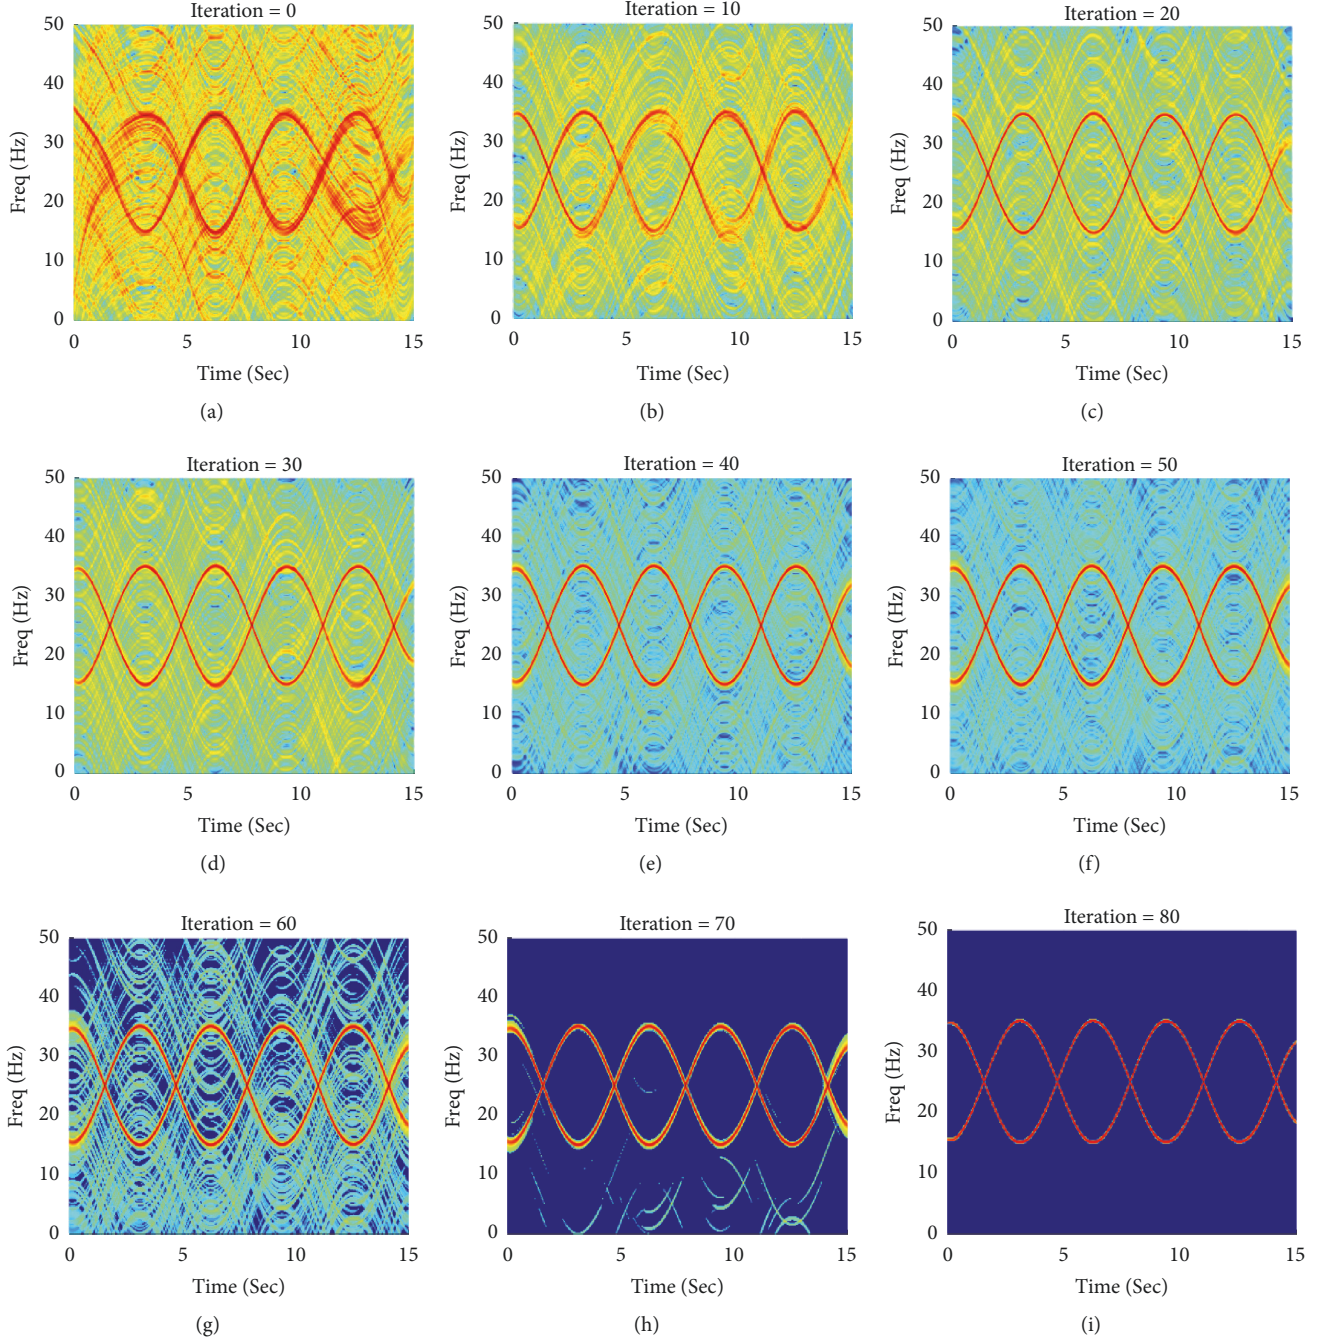 Iteration = 0
Iteration = 10
Iteration = 20
50
40
30
20
10
0
Freq (Hz)
0 5 10 15
Time (Sec)
(a)
50
40
30
20
10
0
Freq (Hz)
0 5 10 15
Time (Sec)
(b)
50
40
30
20
10
0
Freq (Hz)
0 5 10 15
Time (Sec)
(c)
Iteration = 30
Iteration = 40
Iteration = 50
50
40
30
20
10
0
Freq (Hz)
0 5 10 15
Time (Sec)
(d)
50
40
30
20
10
0
Freq (Hz)
0 5 10 15
Time (Sec)
(e)
50
40
30
20
10
0
Freq (Hz)
0 5 10 15
Time (Sec)
(f)
Iteration = 60
Iteration = 70
Iteration = 80
50
40
30
20
10
0
Freq (Hz)
0 5 10 15
Time (Sec)
(g)
50
40
30
20
10
0
Freq (Hz)
0 5 10 15
Time (Sec)
(h)
50
40
30
20
10
0
Freq (Hz)
0 5 10 15
Time (Sec)
(i)